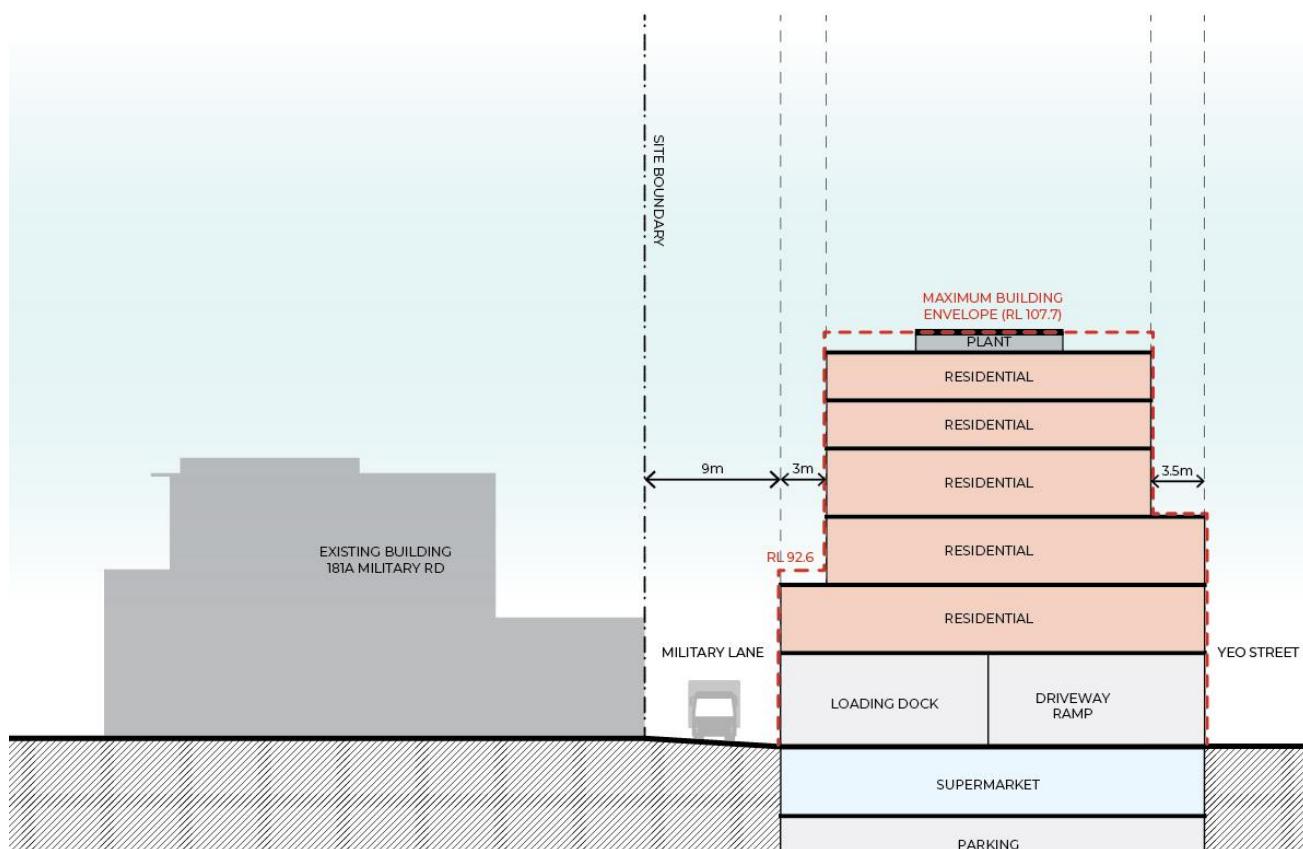 SITE BOUNDARY
MAXIMUM BUILDING
ENVELOPE (RL 107.7)
PLANT
RESIDENTIAL
RESIDENTIAL
9m
3m
RESIDENTIAL
3.5m
EXISTING BUILDING
181A MILITARY RD
RL 92.6
RESIDENTIAL
RESIDENTIAL
MILITARY LANE
YEO STREET
LOADING DOCK
DRIVEWAY
RAMP
SUPERMARKET
PARKING